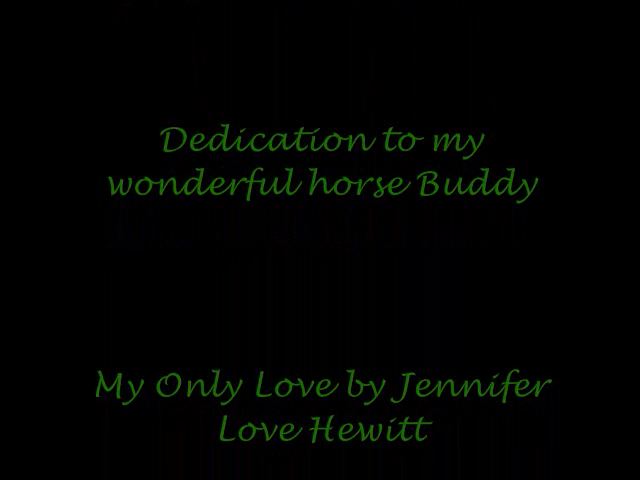 Dedication to my
wonderful horse Buddy
My Only Love by Jennifer
Love Hewitt